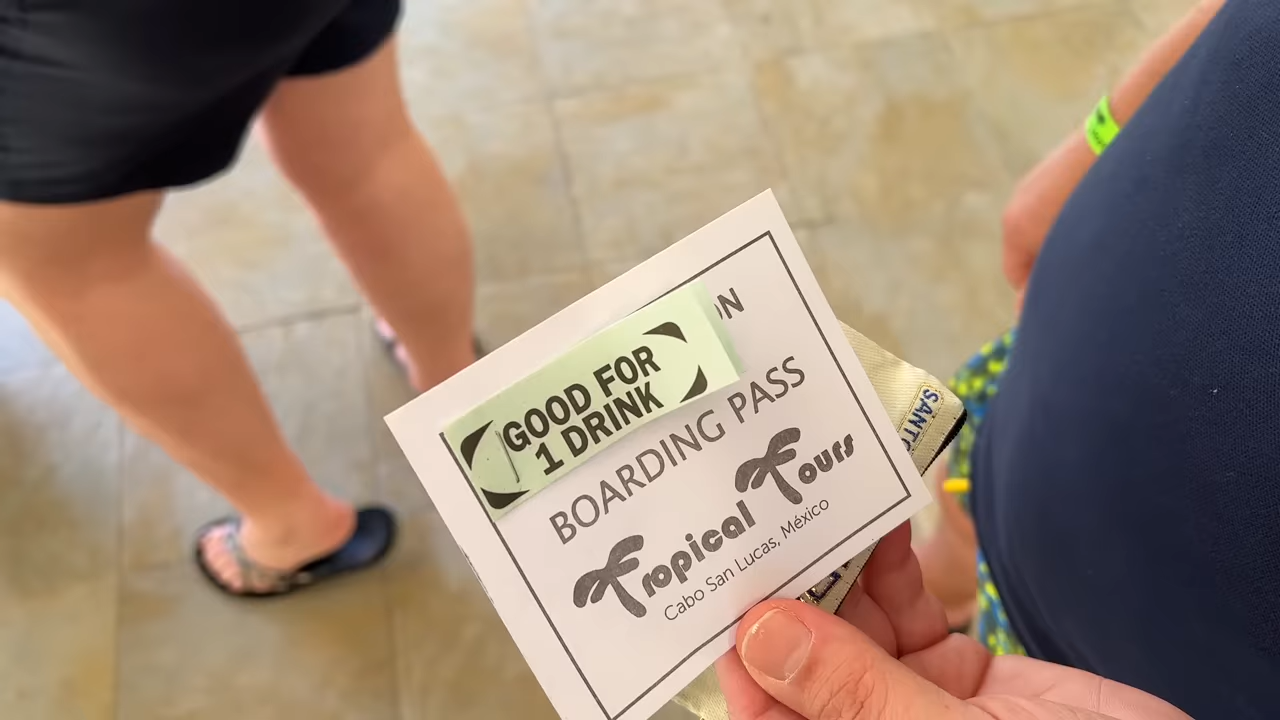 GOOD FOR
1 DRINK
BOARDING PASS
Tropical Tours
Cabo San Lucas, México